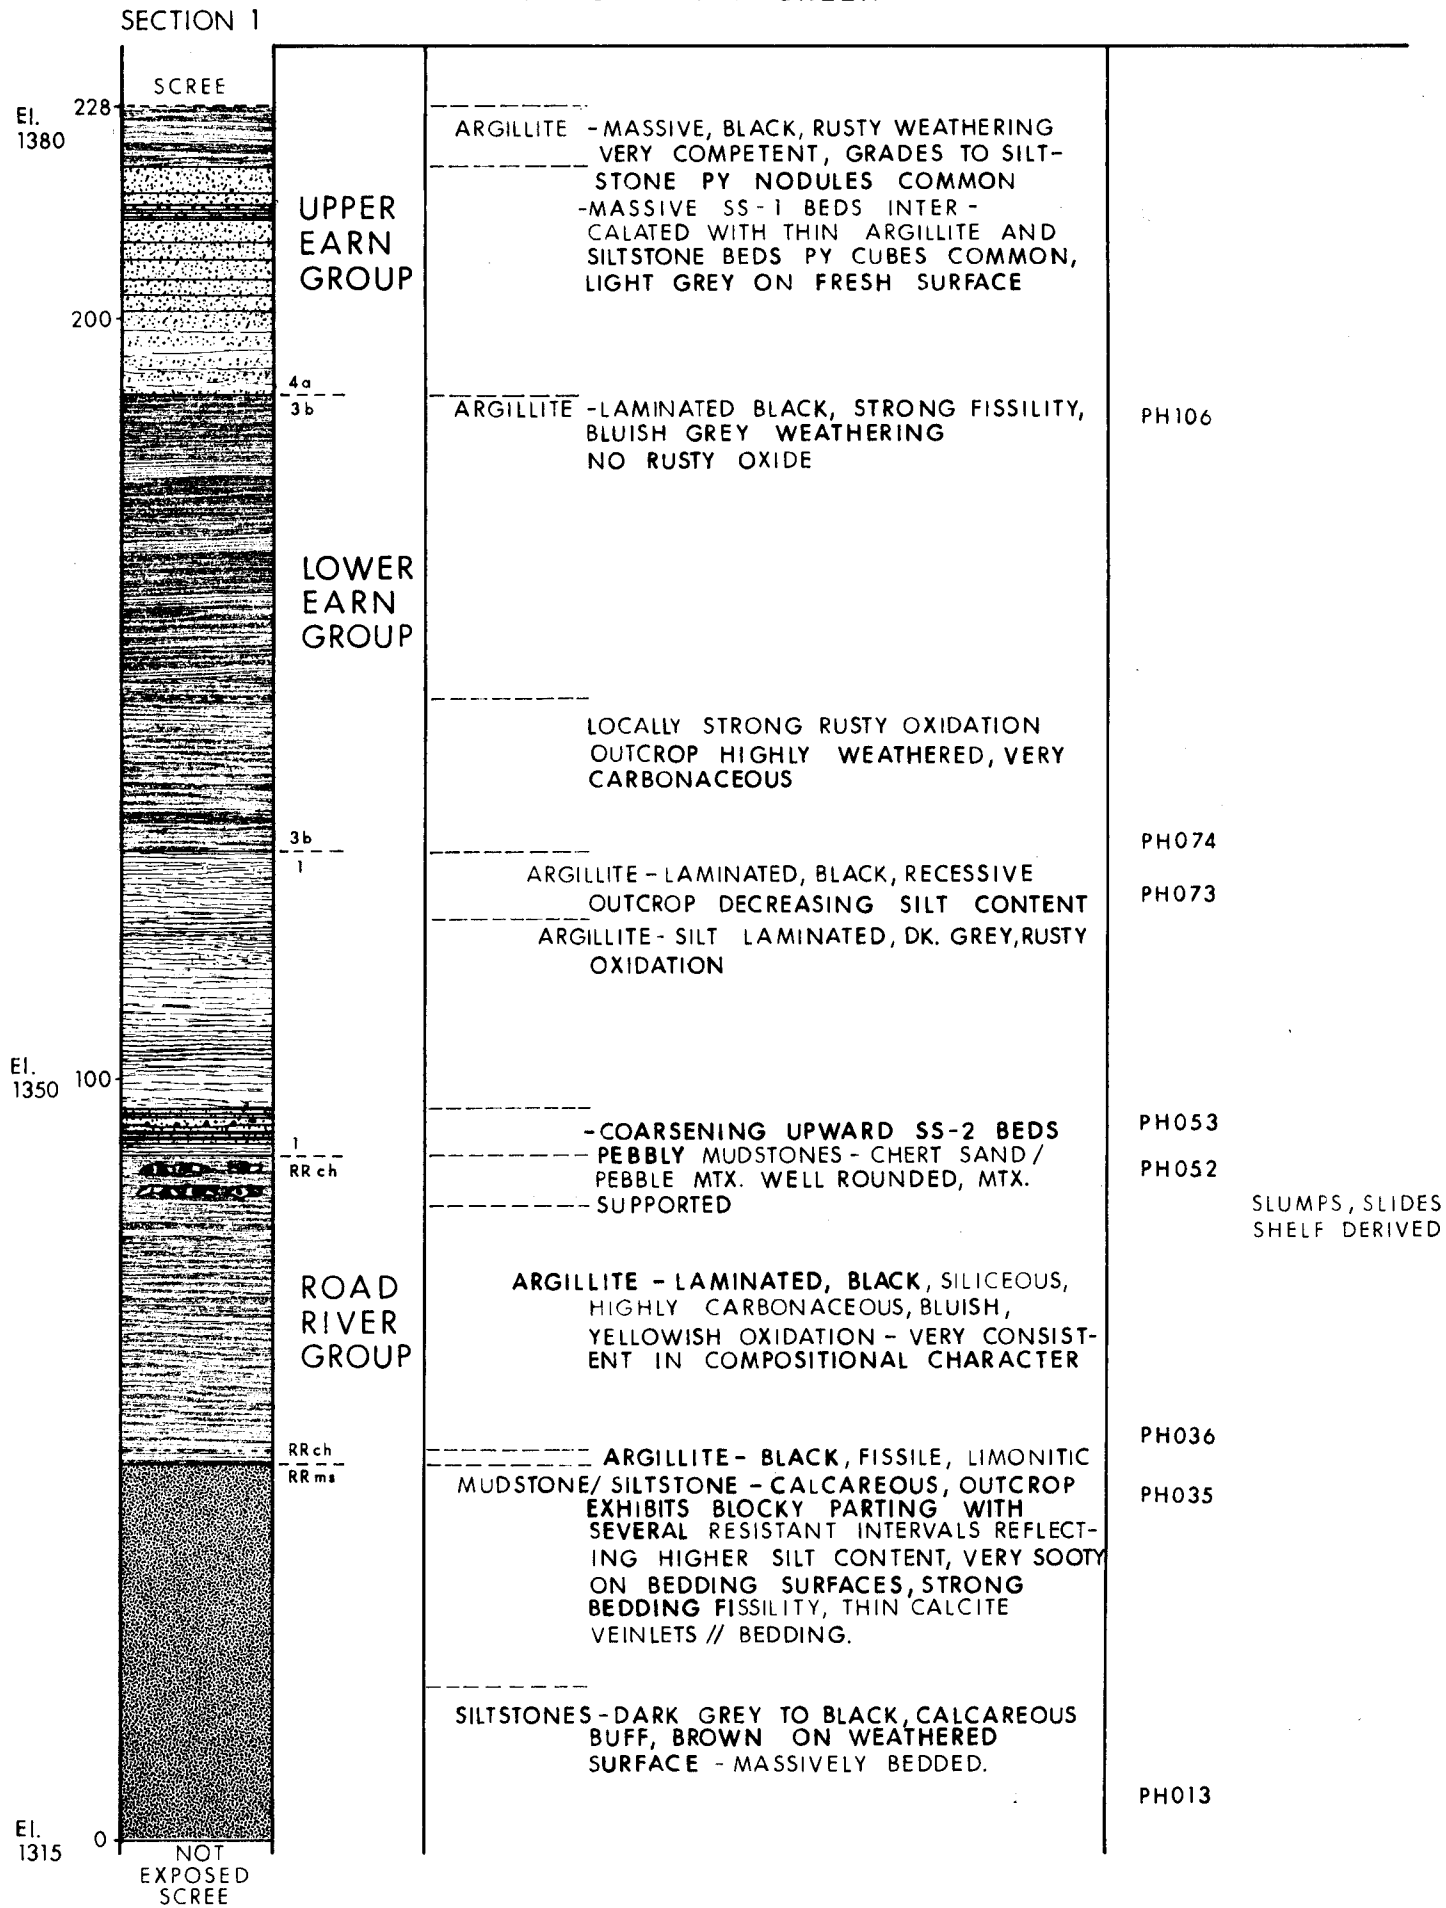 SECTION 1
SCREE
El.
1380
228
ARGILLITE - MASSIVE, BLACK, RUSTY WEATHERING
VERY COMPETENT, GRADES TO SILT-
STONE PY NODULES COMMON
-MASSIVE SS-1 BEDS INTER-
CALATED WITH THIN ARGILLITE AND
SILTSTONE BEDS PY CUBES COMMON,
LIGHT GREY ON FRESH SURFACE
UPPER
EARN
GROUP
200
4a
3b
ARGILLITE - LAMINATED BLACK, STRONG FISSILITY,
BLUISH GREY WEATHERING
NO RUSTY OXIDE
PH106
LOWER
EARN
GROUP
LOCALLY STRONG RUSTY OXIDATION
OUTCROP HIGHLY WEATHERED, VERY
CARBONACEOUS
3b
1
PH074
ARGILLITE - LAMINATED, BLACK, RECESSIVE
OUTCROP DECREASING SILT CONTENT
PH073
ARGILLITE - SILT LAMINATED, DK. GREY, RUSTY
OXIDATION
El.
1350
100
-COARSENING UPWARD SS-2 BEDS
PH053
1
RRch
PEBBLY MUDSTONES - CHERT SAND/
PEBBLE MTX. WELL ROUNDED, MTX.
SUPPORTED
PH052
SLUMPS, SLIDES
SHELF DERIVED
ROAD
RIVER
GROUP
ARGILLITE - LAMINATED, BLACK, SILICEOUS,
HIGHLY CARBONACEOUS, BLUISH,
YELLOWISH OXIDATION - VERY CONSIST-
ENT IN COMPOSITIONAL CHARACTER
RRch
RRms
PH036
ARGILLITE - BLACK, FISSILE, LIMONITIC
MUDSTONE/ SILTSTONE - CALCAREOUS, OUTCROP
EXHIBITS BLOCKY PARTING WITH
SEVERAL RESISTANT INTERVALS REFLECT-
ING HIGHER SILT CONTENT, VERY SOOTY
ON BEDDING SURFACES, STRONG
BEDDING FISSILITY, THIN CALCITE
VEINLETS // BEDDING.
PH035
SILTSTONES - DARK GREY TO BLACK, CALCAREOUS
BUFF, BROWN ON WEATHERED
SURFACE - MASSIVELY BEDDED.
PH013
El.
1315
0
NOT
EXPOSED
SCREE